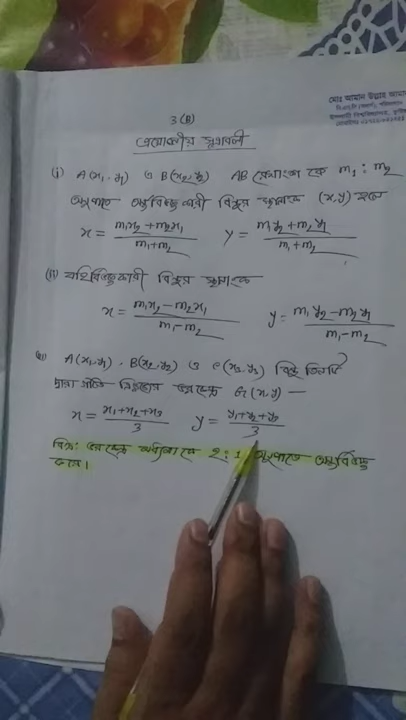 3(B)
মোঃ আমান উল্লাহ আমান
প্রয়োজনীয় সূত্রাবলী
(i) A(x₁, y₁) ও B(x₂, y₂) AB রেখাংশ কে m₁ : m₂
অনুপাতে অন্তর্বিভক্তকারী বিন্দুর স্থানাংক (x, y) হলে
x = (m₁x₂ + m₂x₁)/(m₁ + m₂) y = (m₁y₂ + m₂y₁)/(m₁ + m₂)
(ii) বহির্বিভক্তকারী বিন্দুর স্থানাংক
x = (m₁x₂ − m₂x₁)/(m₁ − m₂) y = (m₁y₂ − m₂y₁)/(m₁ − m₂)
A(x₁, y₁), B(x₂, y₂) ও C(x₃, y₃) বিন্দু তিনটি
দ্বারা গঠিত ত্রিভুজের ভরকেন্দ্র G(x, y) —
x = (x₁ + x₂ + x₃)/3 y = (y₁ + y₂ + y₃)/3
বিঃদ্রঃ ভরকেন্দ্র মধ্যমাকে 2 : 1 অনুপাতে অন্তর্বিভক্ত
করে।